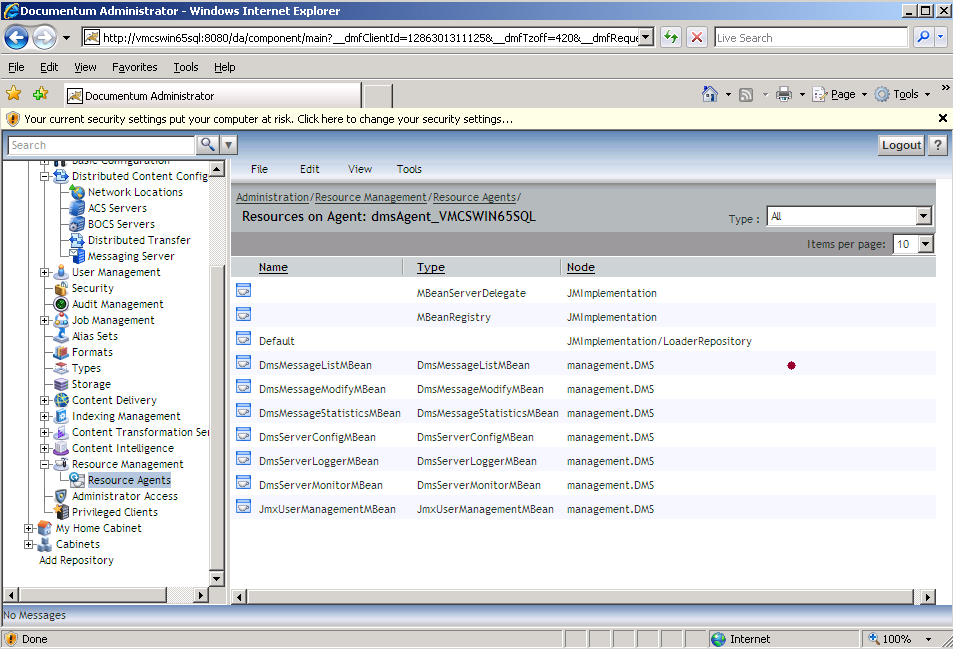 Documentum Administrator - Windows Internet Explorer
http://vmcswin65sql:8080/da/component/main?__dmfClientId=1286301311125&__dmfTzoff=420&__dmfReque
Live Search
File Edit View Favorites Tools Help
Documentum Administrator
Page Tools »
Your current security settings put your computer at risk. Click here to change your security settings...
Search
Logout ?
File Edit View Tools
Basic Configuration
Distributed Content Config
Network Locations
ACS Servers
BOCS Servers
Distributed Transfer
Messaging Server
User Management
Security
Audit Management
Job Management
Alias Sets
Formats
Types
Storage
Content Delivery
Indexing Management
Content Transformation Ser
Content Intelligence
Resource Management
Resource Agents
Administrator Access
Privileged Clients
My Home Cabinet
Cabinets
Add Repository
Administration/Resource Management/Resource Agents/
Resources on Agent: dmsAgent_VMCSWIN65SQL
Type : All
Items per page: 10
Name Type Node
MBeanServerDelegate JMImplementation
MBeanRegistry JMImplementation
Default JMImplementation/LoaderRepository
DmsMessageListMBean DmsMessageListMBean management.DMS
DmsMessageModifyMBean DmsMessageModifyMBean management.DMS
DmsMessageStatisticsMBean DmsMessageStatisticsMBean management.DMS
DmsServerConfigMBean DmsServerConfigMBean management.DMS
DmsServerLoggerMBean DmsServerLoggerMBean management.DMS
DmsServerMonitorMBean DmsServerMonitorMBean management.DMS
JmxUserManagementMBean JmxUserManagementMBean management.DMS
No Messages
Done Internet 100%